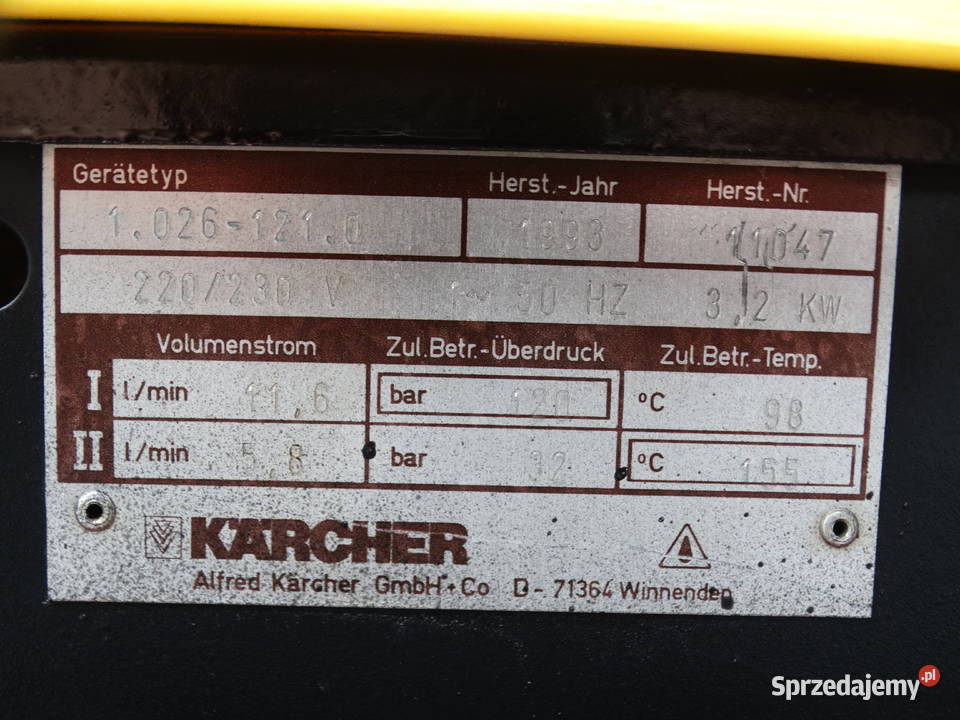 Gerätetyp Herst.-Jahr Herst.-Nr.
1.026-121.0 1993 11047
220/230 V 1~ 50 HZ 3,2 KW
Volumenstrom Zul.Betr.-Überdruck Zul.Betr.-Temp.
I l/min 11,6 bar 120 °C 98
II l/min 5,8 bar 32 °C 155
KÄRCHER
Alfred Kärcher GmbH+Co D-71364 Winnenden
Sprzedajemy.pl